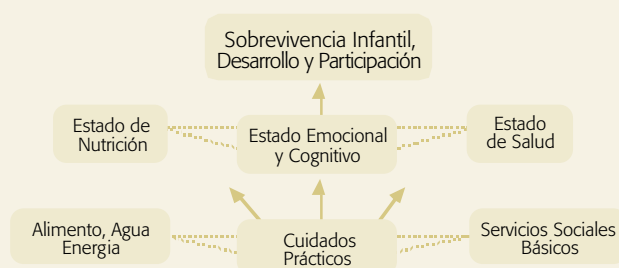 Sobrevivencia Infantil,
Desarrollo y Participación
Estado de
Nutrición
Estado Emocional
y Cognitivo
Estado
de Salud
Alimento, Agua
Energia
Cuidados
Prácticos
Servicios Sociales
Básicos